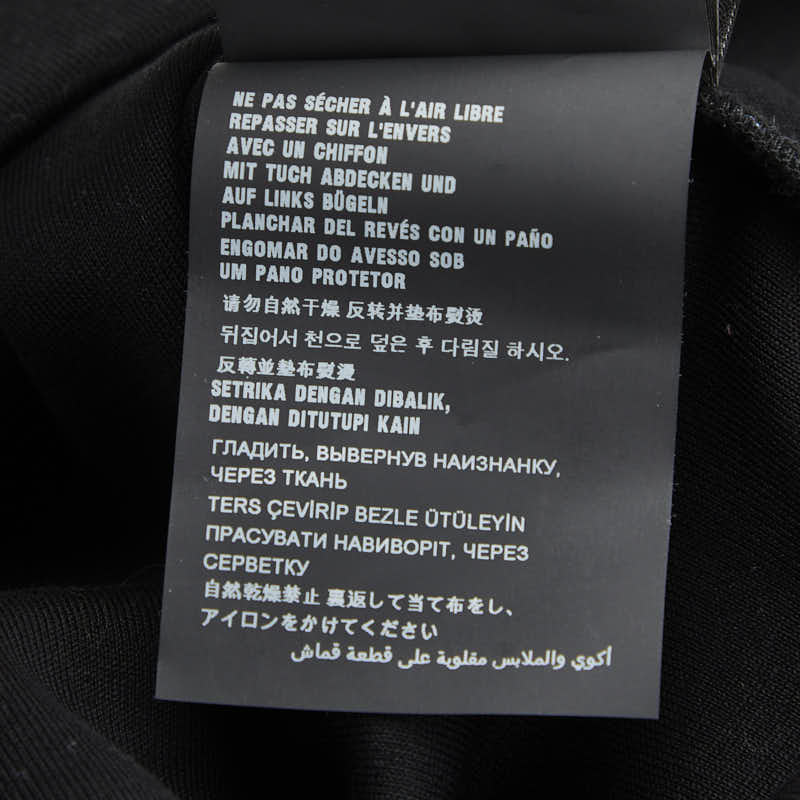 NE PAS SÉCHER À L'AIR LIBRE
REPASSER SUR L'ENVERS
AVEC UN CHIFFON
MIT TUCH ABDECKEN UND
AUF LINKS BÜGELN
PLANCHAR DEL REVÉS CON UN PAÑO
ENGOMAR DO AVESSO SOB
UM PANO PROTETOR
请勿自然干燥 反转并垫布熨烫
뒤집어서 천으로 덮은 후 다림질 하시오.
反轉並墊布熨燙
SETRIKA DENGAN DIBALIK,
DENGAN DITUTUPI KAIN
ГЛАДИТЬ, ВЫВЕРНУВ НАИЗНАНКУ,
ЧЕРЕЗ ТКАНЬ
TERS ÇEVİRİP BEZLE ÜTÜLEYİN
ПРАСУВАТИ НАВИВОРІТ, ЧЕРЕЗ
СЕРВЕТКУ
自然乾燥禁止 裏返して当て布をし、
アイロンをかけてください
أكوي والملابس مقلوبة على قطعة قماش